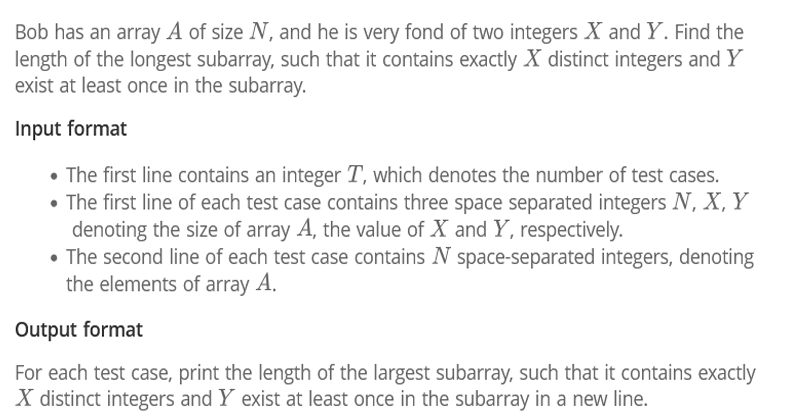 Bob has an array A of size N, and he is very fond of two integers X and Y. Find the
length of the longest subarray, such that it contains exactly X distinct integers and Y
exist at least once in the subarray.
Input format
• The first line contains an integer T, which denotes the number of test cases.
• The first line of each test case contains three space separated integers N, X, Y
denoting the size of array A, the value of X and Y, respectively.
• The second line of each test case contains N space-separated integers, denoting
the elements of array A.
Output format
For each test case, print the length of the largest subarray, such that it contains exactly
X distinct integers and Y exist at least once in the subarray in a new line.